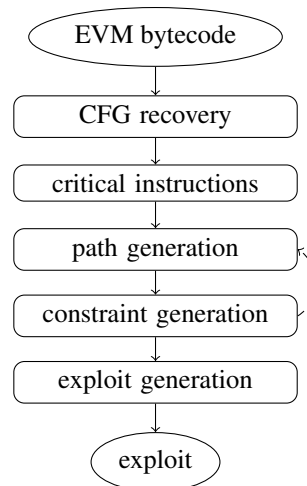 EVM bytecode
CFG recovery
critical instructions
path generation
constraint generation
exploit generation
exploit